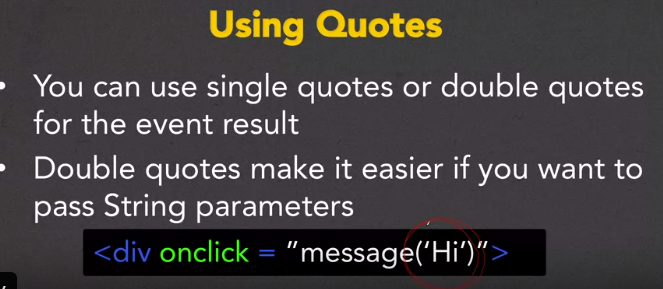 Using Quotes
• You can use single quotes or double quotes
for the event result
• Double quotes make it easier if you want to
pass String parameters
<div onclick = ”message(‘Hi’)”>